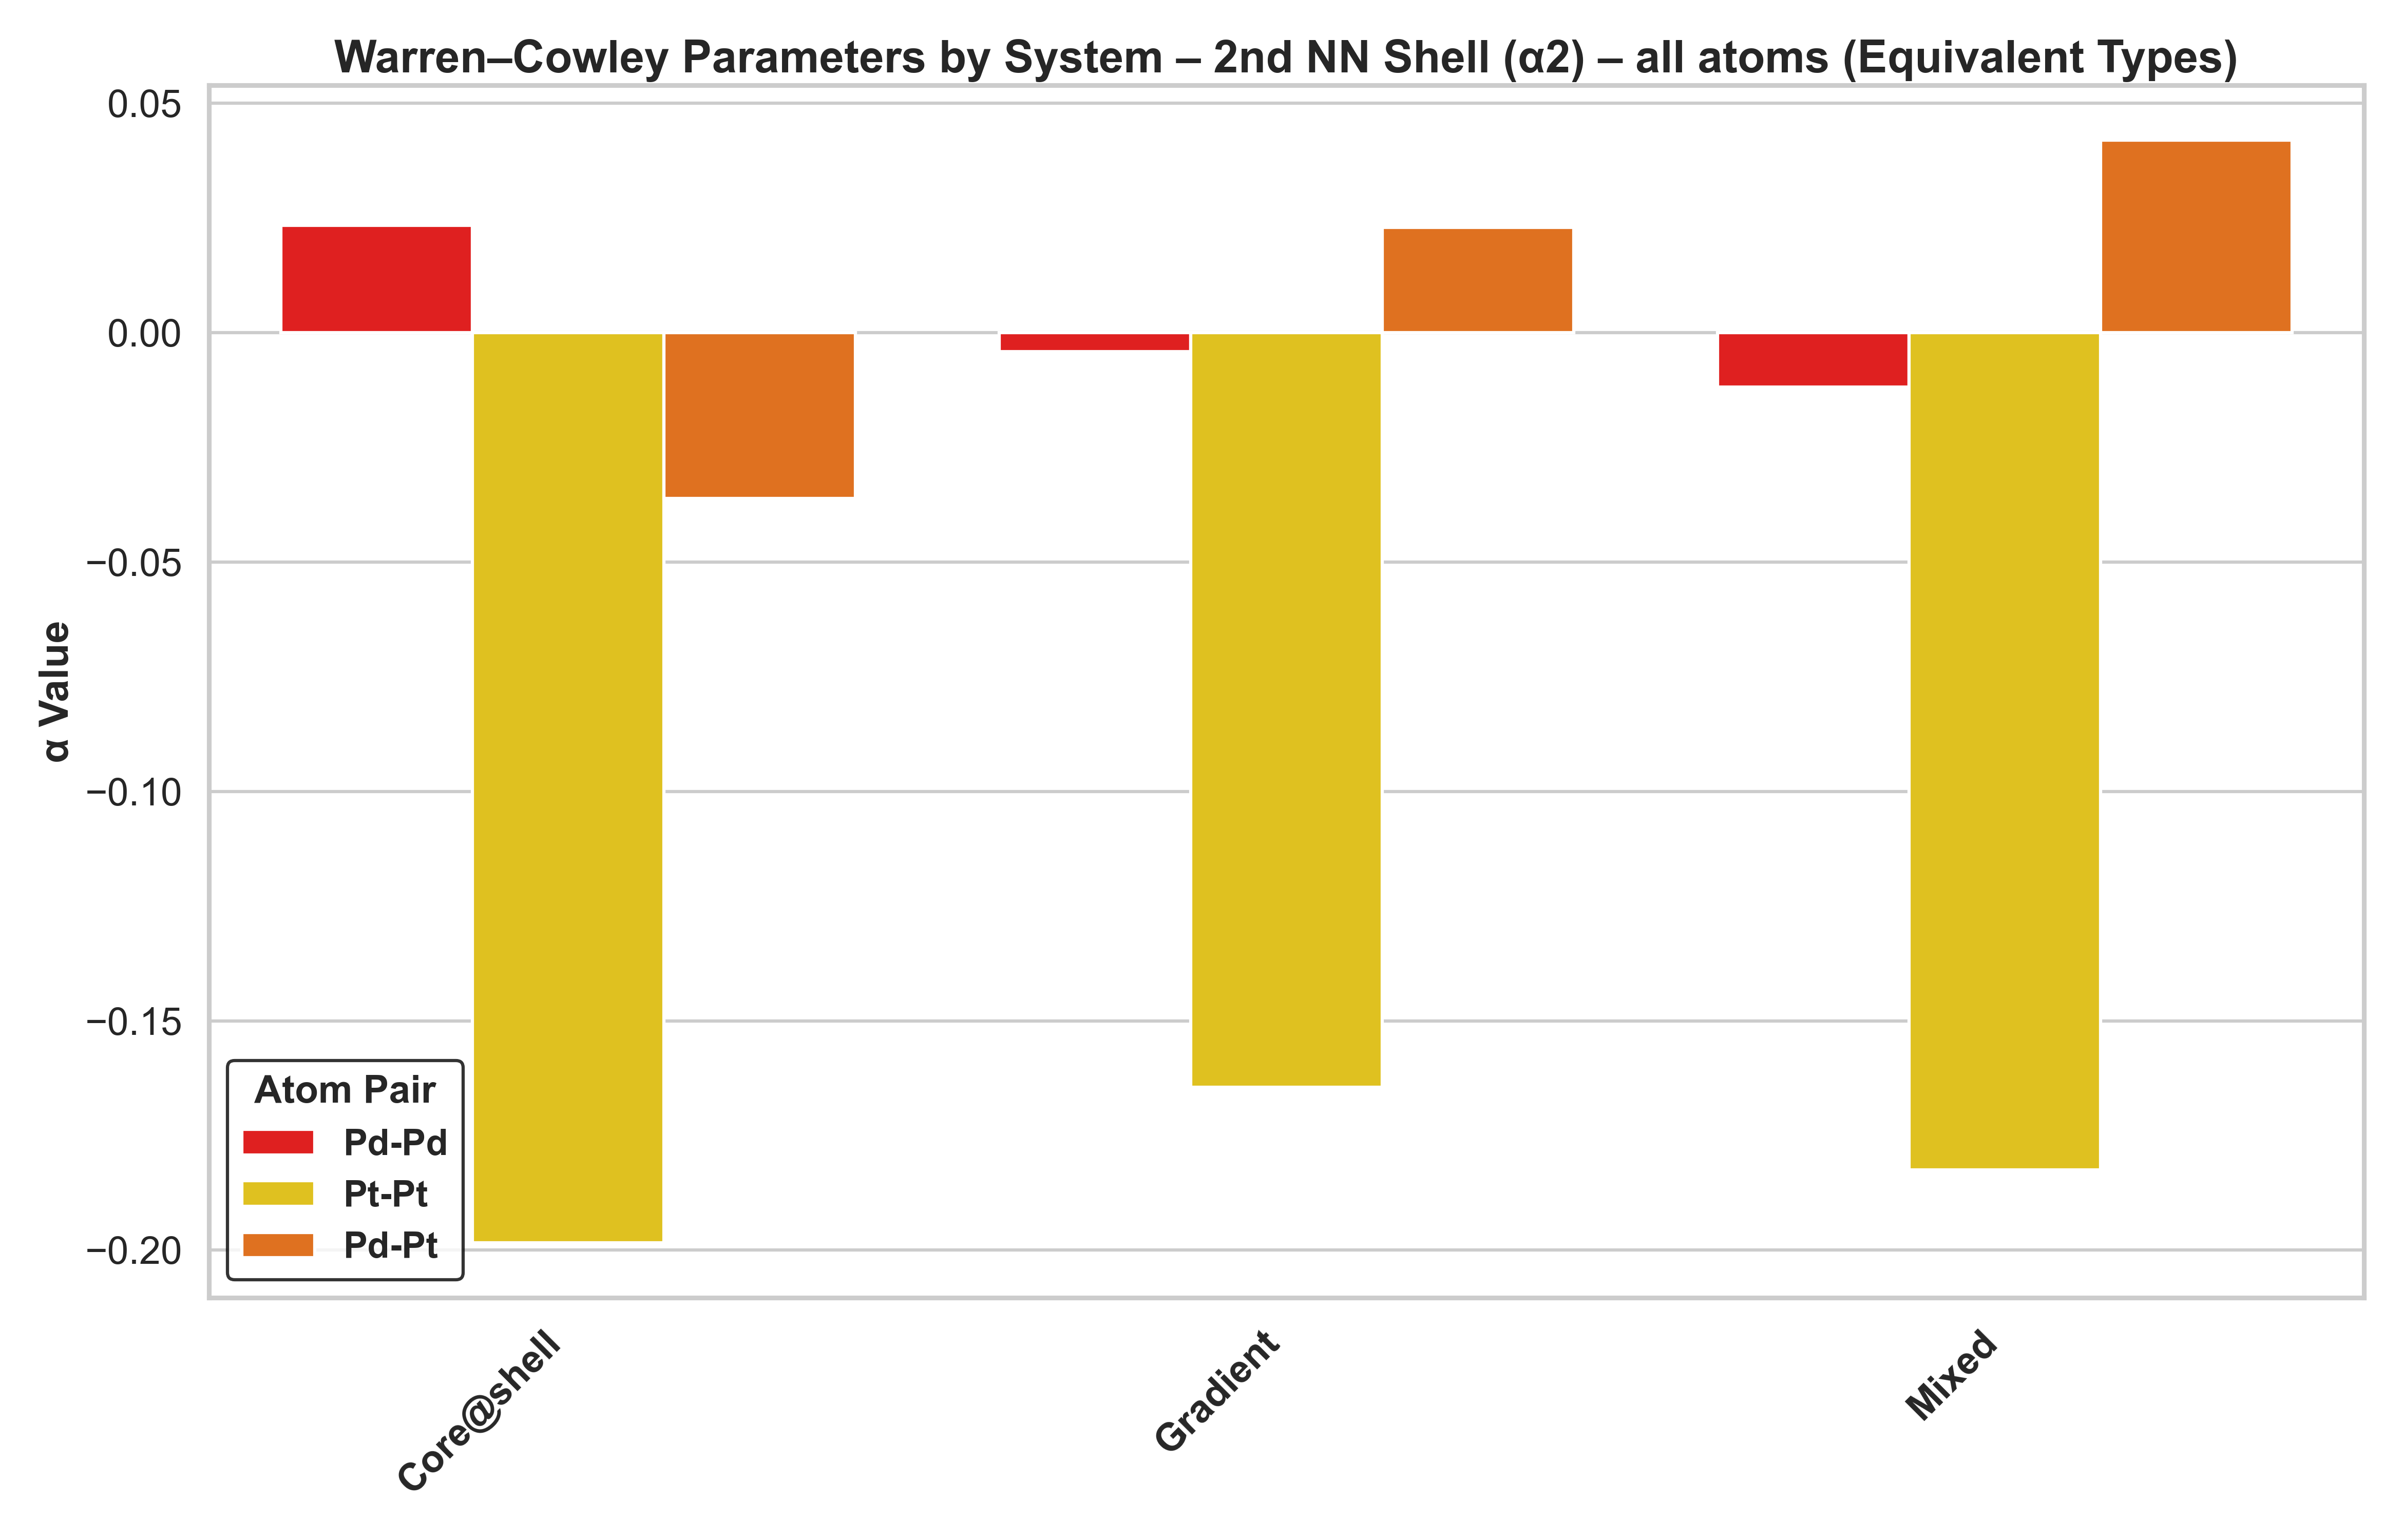 Warren–Cowley Parameters by System – 2nd NN Shell (α2) – all atoms (Equivalent Types)
0.05
0.00
−0.05
−0.10
−0.15
−0.20
α Value
Atom Pair
Pd-Pd
Pt-Pt
Pd-Pt
Core@shell
Gradient
Mixed